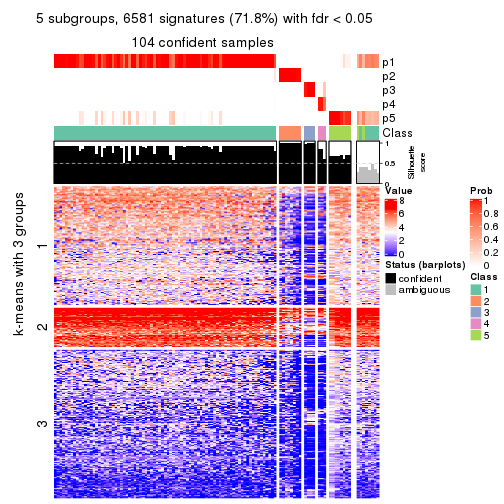 5 subgroups, 6581 signatures (71.8%) with fdr < 0.05
104 confident samples
p1
p2
p3
p4
p5
Class
1
0.5
0
Silhouette
score
k-means with 3 groups
1
2
3
Value
8
6
4
2
0
Status (barplots)
confident
ambiguous
Prob
1
0.8
0.6
0.4
0.2
0
Class
1
2
3
4
5